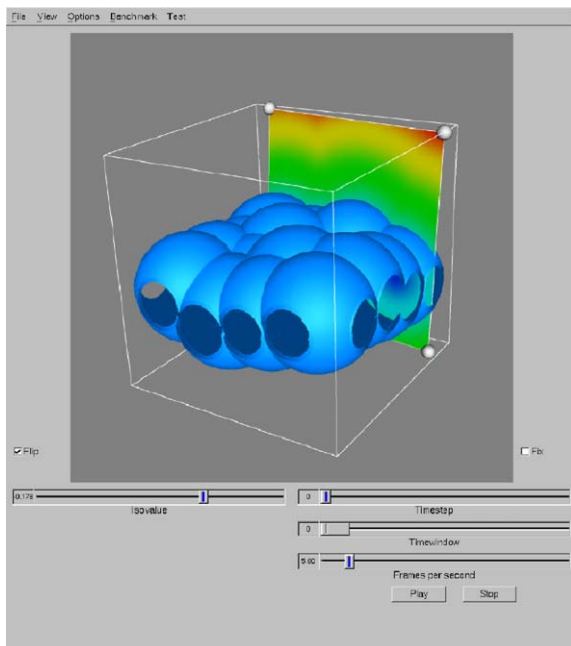 File View Options Benchmark Test
Flip
Fix
-0.178
Isovalue
0
Timestep
0
Timewindow
5.00
Frames per second
Play Stop